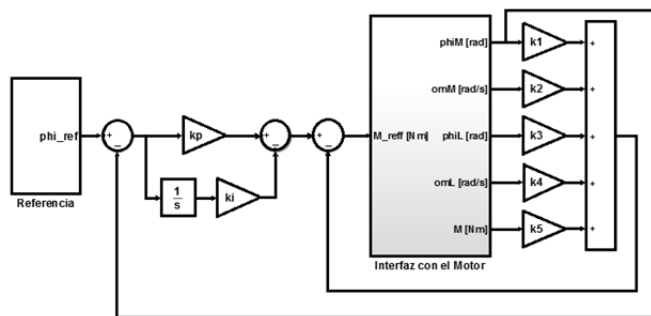 phi_ref
Referencia
kp
1
s
ki
M_reff [Nm]
phiM [rad]
omM [rad/s]
phiL [rad]
omL [rad/s]
M [Nm]
Interfaz con el Motor
k1
k2
k3
k4
k5